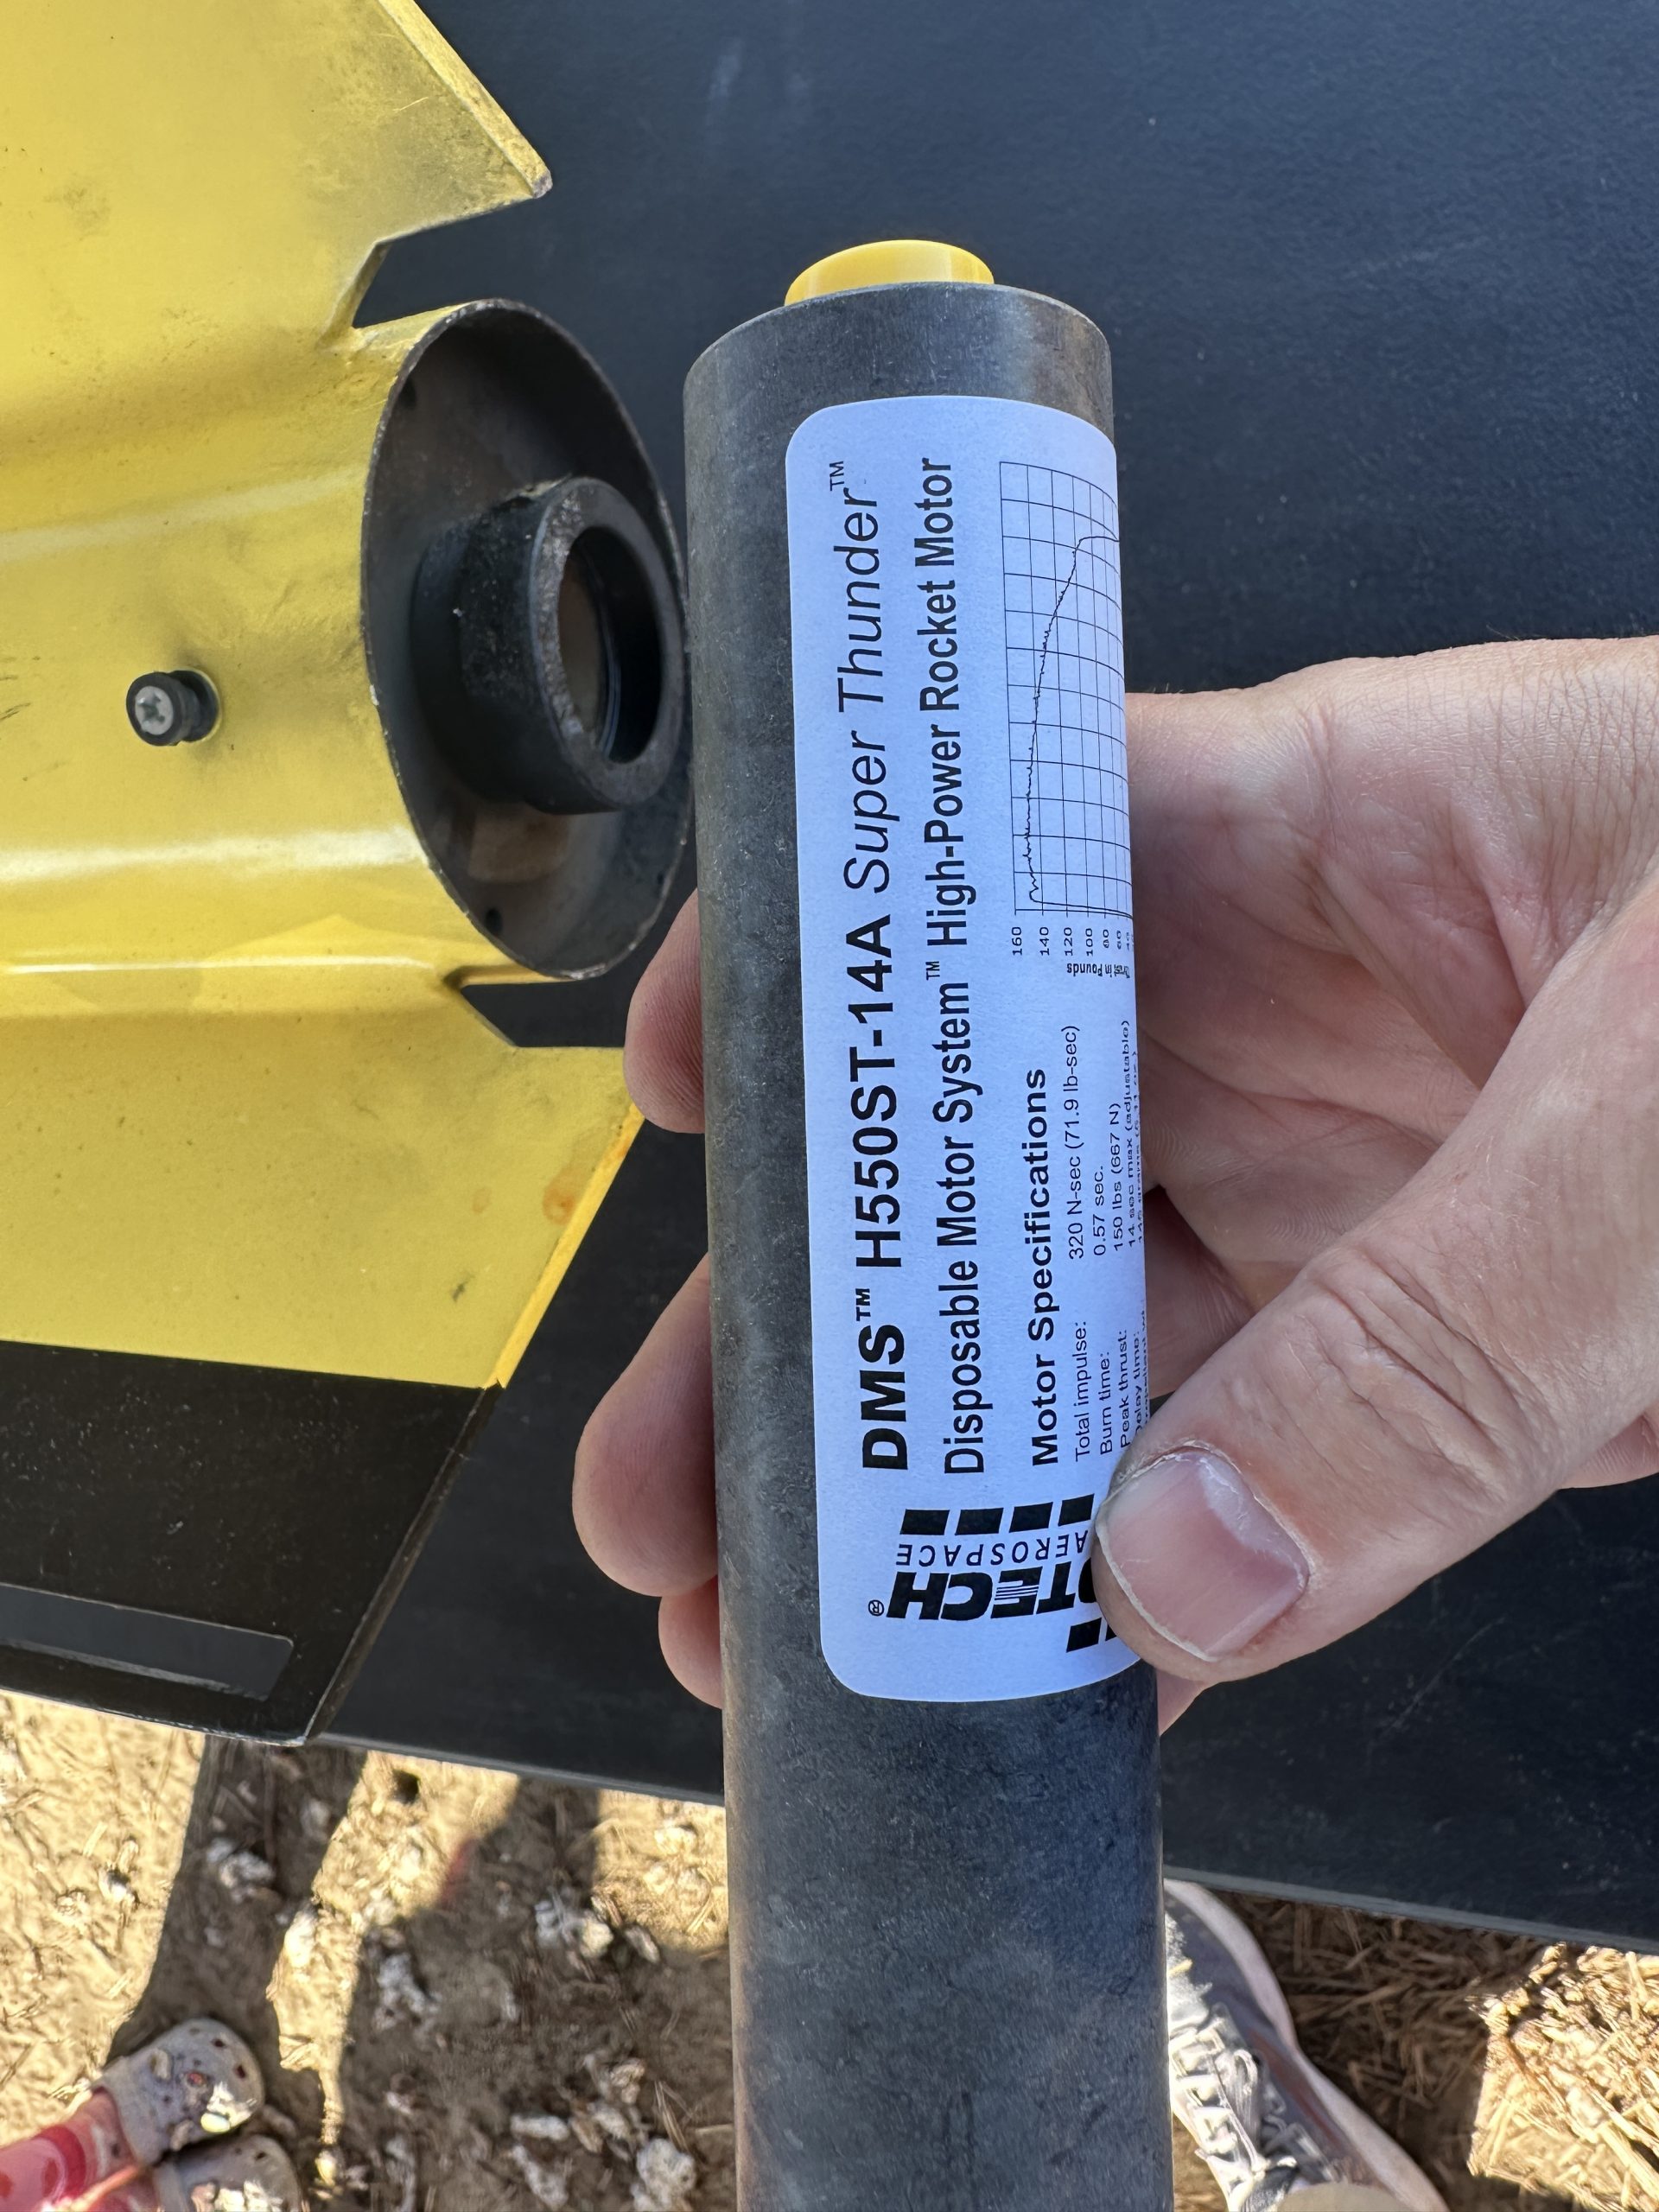 DMS™ H550ST-14A Super Thunder™
Disposable Motor System™ High-Power Rocket Motor
Motor Specifications
Total impulse: 320 N-sec (71.9 lb-sec)
Burn time: 0.57 sec.
Peak thrust: 150 lbs (667 N)
Delay time: 14 sec max (adjustable)
160
140
120
100
80
60
in Pounds
TECH®
AEROSPACE